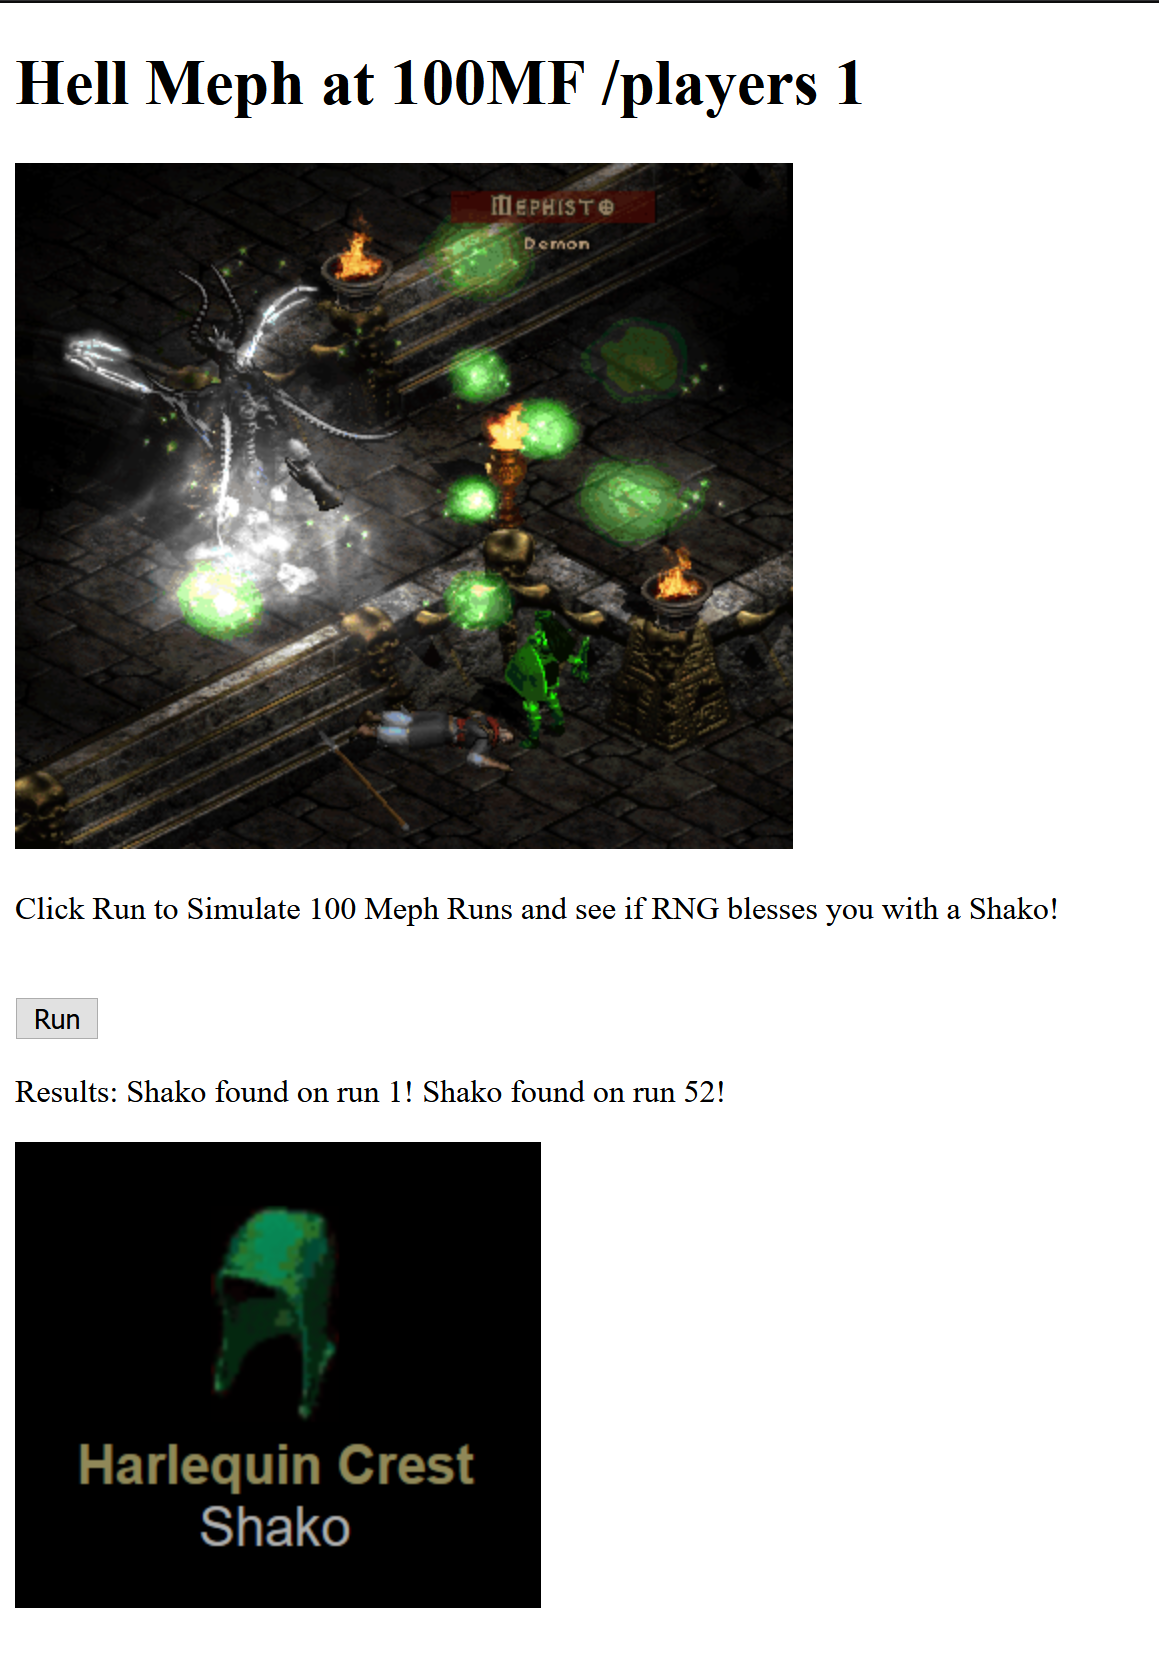 Hell Meph at 100MF /players 1
MEPHISTO
Demon
Click Run to Simulate 100 Meph Runs and see if RNG blesses you with a Shako!
Run
Results: Shako found on run 1! Shako found on run 52!
Harlequin Crest
Shako